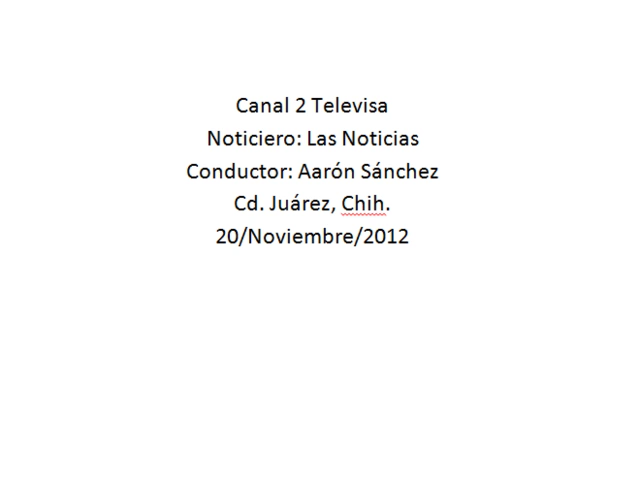 Canal 2 Televisa
Noticiero: Las Noticias
Conductor: Aarón Sánchez
Cd. Juárez, Chih.
20/Noviembre/2012